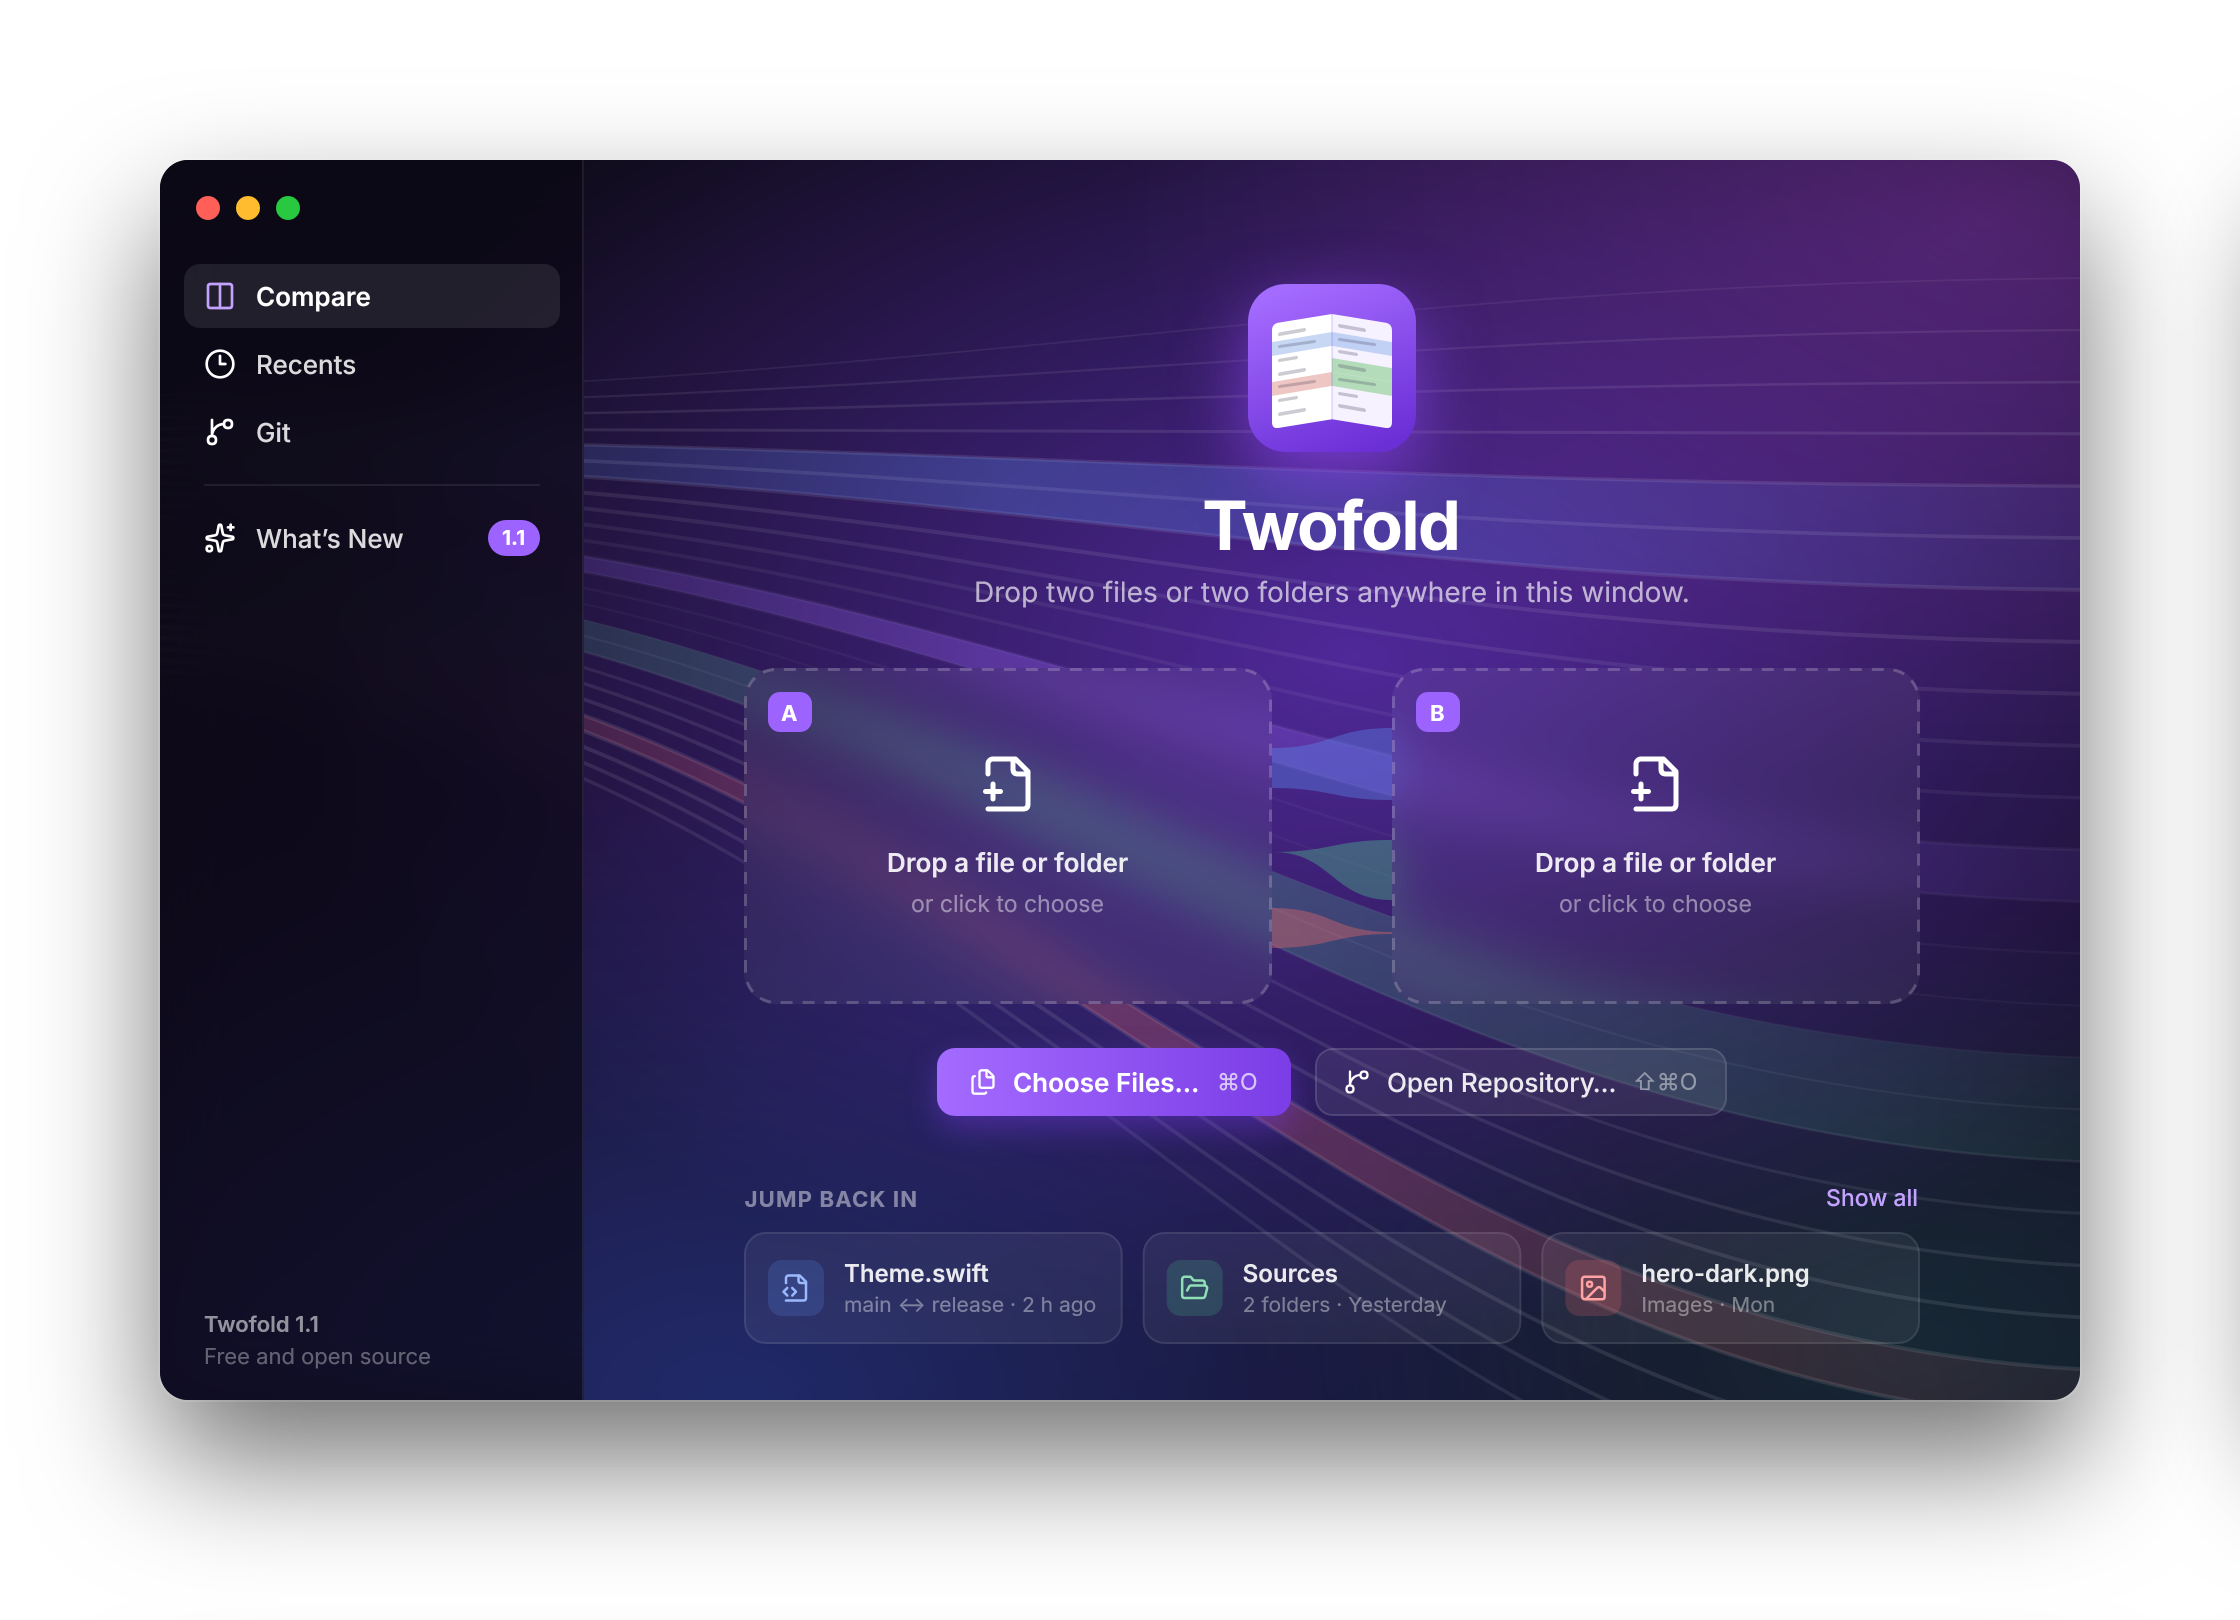 Compare
Recents
Git
What’s New 1.1
Twofold 1.1
Free and open source
Twofold
Drop two files or two folders anywhere in this window.
A
Drop a file or folder
or click to choose
B
Drop a file or folder
or click to choose
Choose Files… ⌘O
Open Repository… ⇧⌘O
JUMP BACK IN
Show all
Theme.swift
main ↔ release · 2 h ago
Sources
2 folders · Yesterday
hero-dark.png
Images · Mon